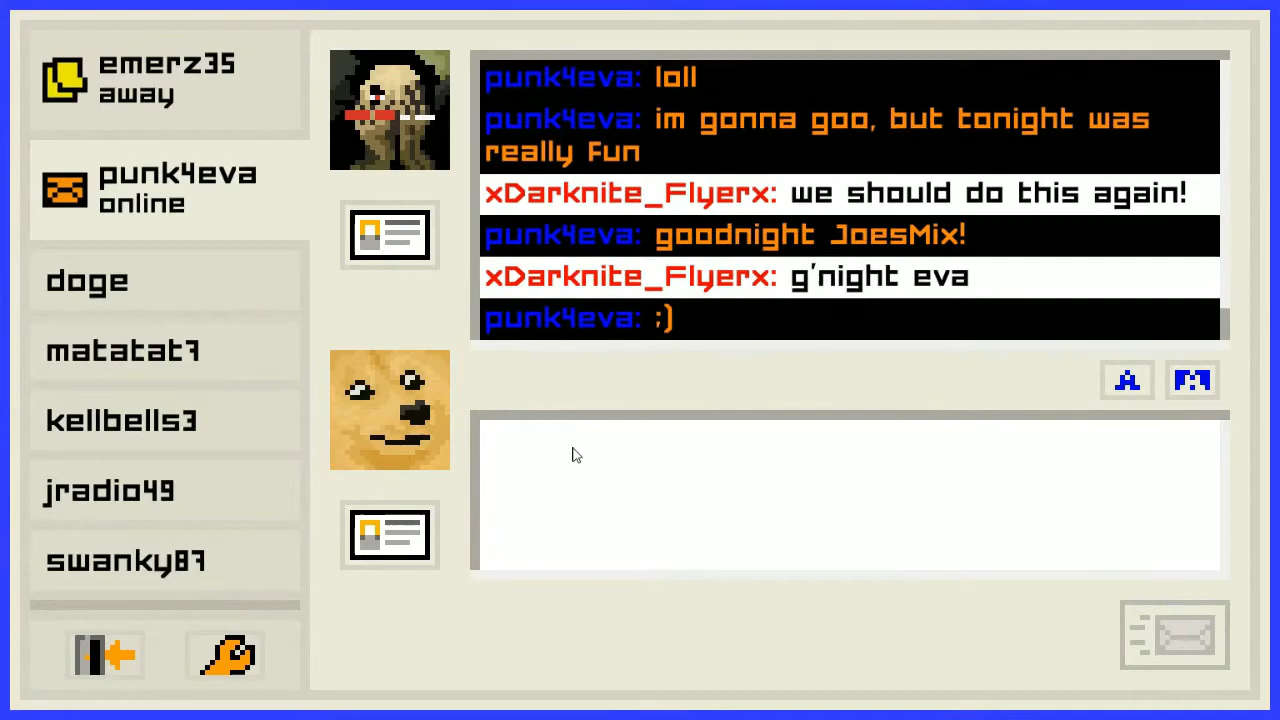 emerz35
away
punk4eva
online
doge
matatat7
kellbells3
jradio49
swanky87
punk4eva: loll
punk4eva: im gonna goo, but tonight was
really fun
xDarknite_Flyerx: we should do this again!
punk4eva: goodnight JoesMix!
xDarknite_Flyerx: g'night eva
punk4eva: ;)
A